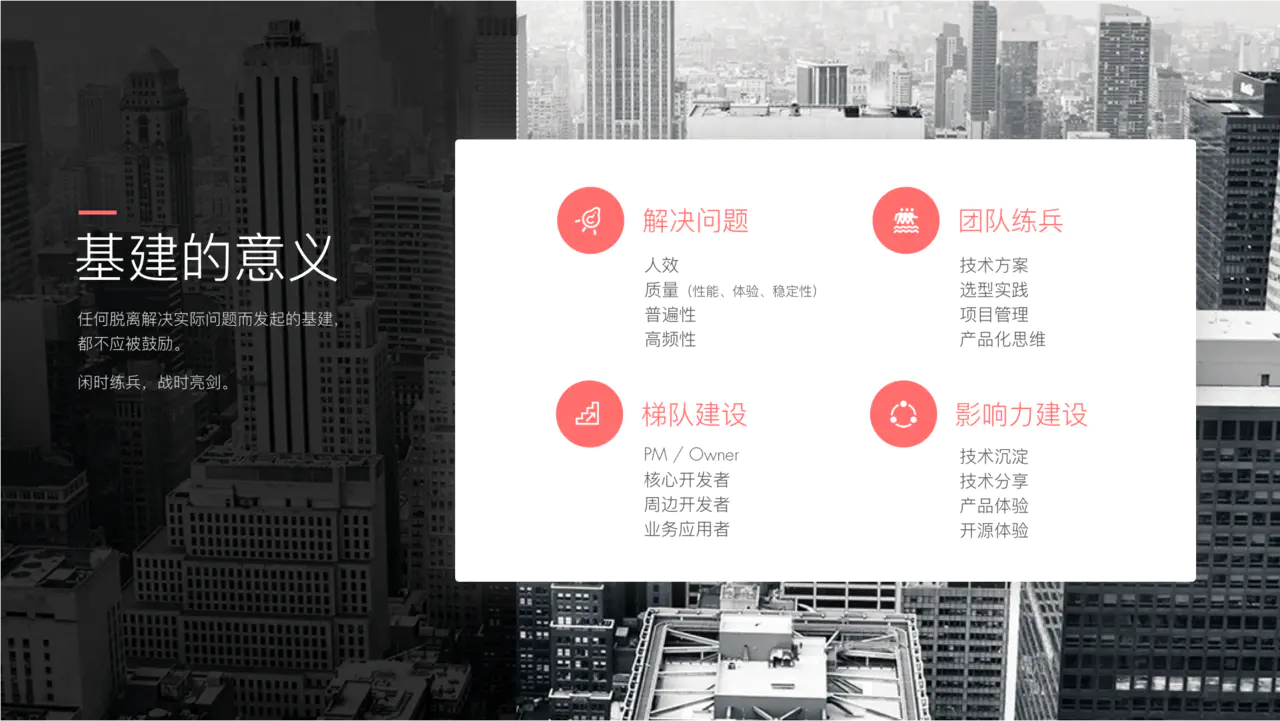 基建的意义
任何脱离解决实际问题而发起的基建，
都不应被鼓励。
闲时练兵，战时亮剑。
解决问题
人效
质量（性能、体验、稳定性）
普遍性
高频性
团队练兵
技术方案
选型实践
项目管理
产品化思维
梯队建设
PM / Owner
核心开发者
周边开发者
业务应用者
影响力建设
技术沉淀
技术分享
产品体验
开源体验